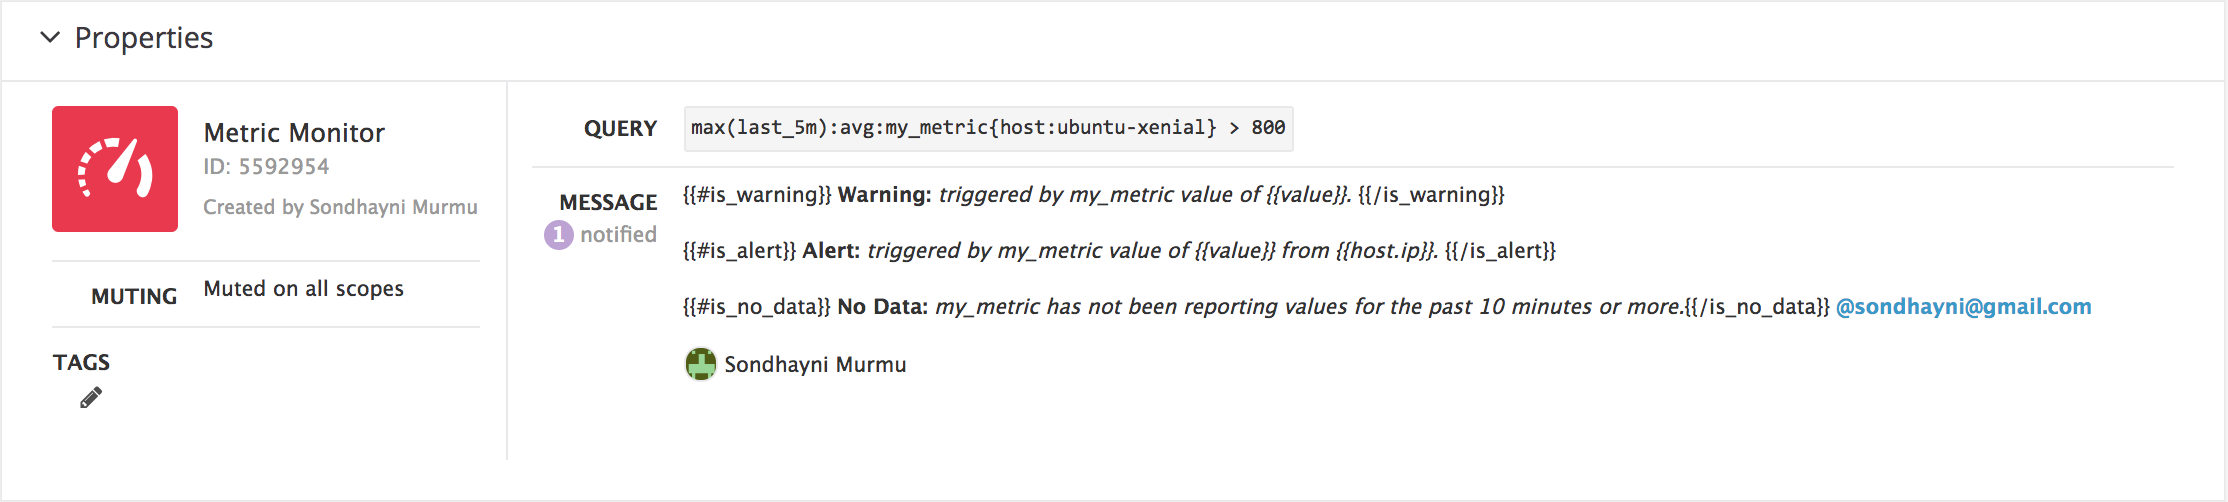 Properties
Metric Monitor
ID: 5592954
Created by Sondhayni Murmu
MUTING Muted on all scopes
TAGS
QUERY max(last_5m):avg:my_metric{host:ubuntu-xenial} > 800
MESSAGE
1 notified
{{#is_warning}} Warning: triggered by my_metric value of {{value}}. {{/is_warning}}
{{#is_alert}} Alert: triggered by my_metric value of {{value}} from {{host.ip}}. {{/is_alert}}
{{#is_no_data}} No Data: my_metric has not been reporting values for the past 10 minutes or more.{{/is_no_data}} @sondhayni@gmail.com
Sondhayni Murmu